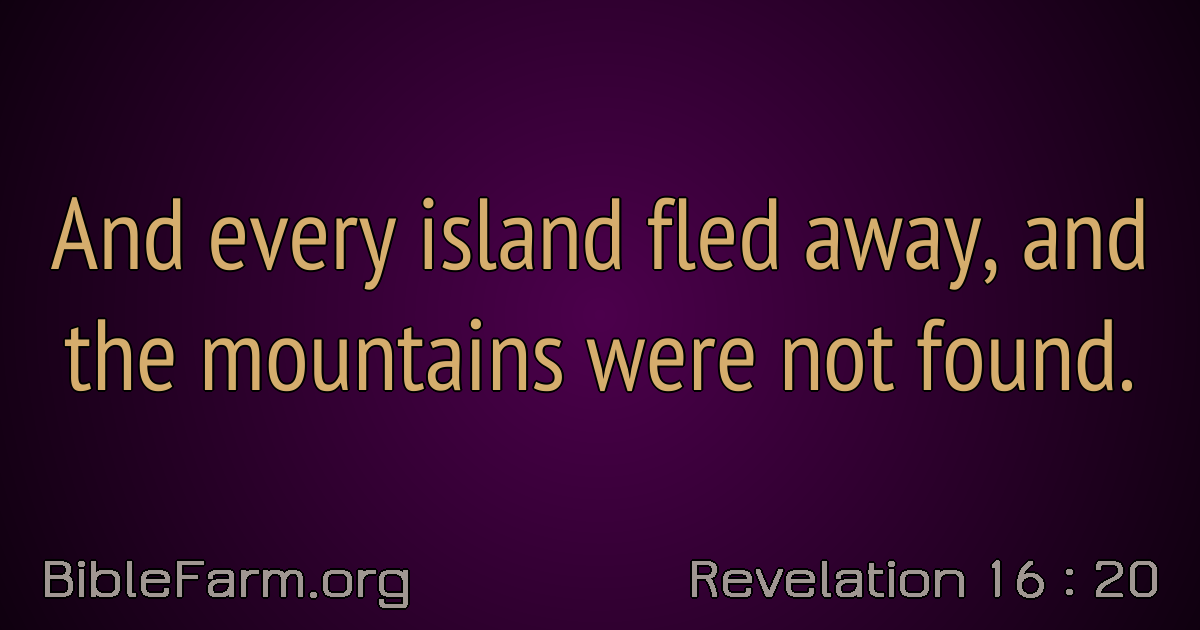 And every island fled away, and
the mountains were not found.
BibleFarm.org
Revelation 16 : 20